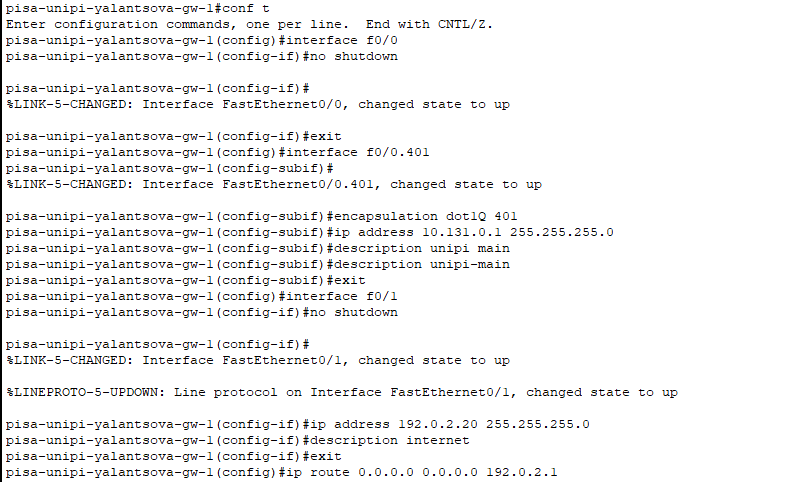 pisa-unipi-yalantsova-gw-1#conf t
Enter configuration commands, one per line.  End with CNTL/Z.
pisa-unipi-yalantsova-gw-1(config)#interface f0/0
pisa-unipi-yalantsova-gw-1(config-if)#no shutdown
pisa-unipi-yalantsova-gw-1(config-if)#
%LINK-5-CHANGED: Interface FastEthernet0/0, changed state to up
pisa-unipi-yalantsova-gw-1(config-if)#exit
pisa-unipi-yalantsova-gw-1(config)#interface f0/0.401
pisa-unipi-yalantsova-gw-1(config-subif)#
%LINK-5-CHANGED: Interface FastEthernet0/0.401, changed state to up
pisa-unipi-yalantsova-gw-1(config-subif)#encapsulation dot1Q 401
pisa-unipi-yalantsova-gw-1(config-subif)#ip address 10.131.0.1 255.255.255.0
pisa-unipi-yalantsova-gw-1(config-subif)#description unipi main
pisa-unipi-yalantsova-gw-1(config-subif)#description unipi-main
pisa-unipi-yalantsova-gw-1(config-subif)#exit
pisa-unipi-yalantsova-gw-1(config)#interface f0/1
pisa-unipi-yalantsova-gw-1(config-if)#no shutdown
pisa-unipi-yalantsova-gw-1(config-if)#
%LINK-5-CHANGED: Interface FastEthernet0/1, changed state to up
%LINEPROTO-5-UPDOWN: Line protocol on Interface FastEthernet0/1, changed state to up
pisa-unipi-yalantsova-gw-1(config-if)#ip address 192.0.2.20 255.255.255.0
pisa-unipi-yalantsova-gw-1(config-if)#description internet
pisa-unipi-yalantsova-gw-1(config-if)#exit
pisa-unipi-yalantsova-gw-1(config)#ip route 0.0.0.0 0.0.0.0 192.0.2.1